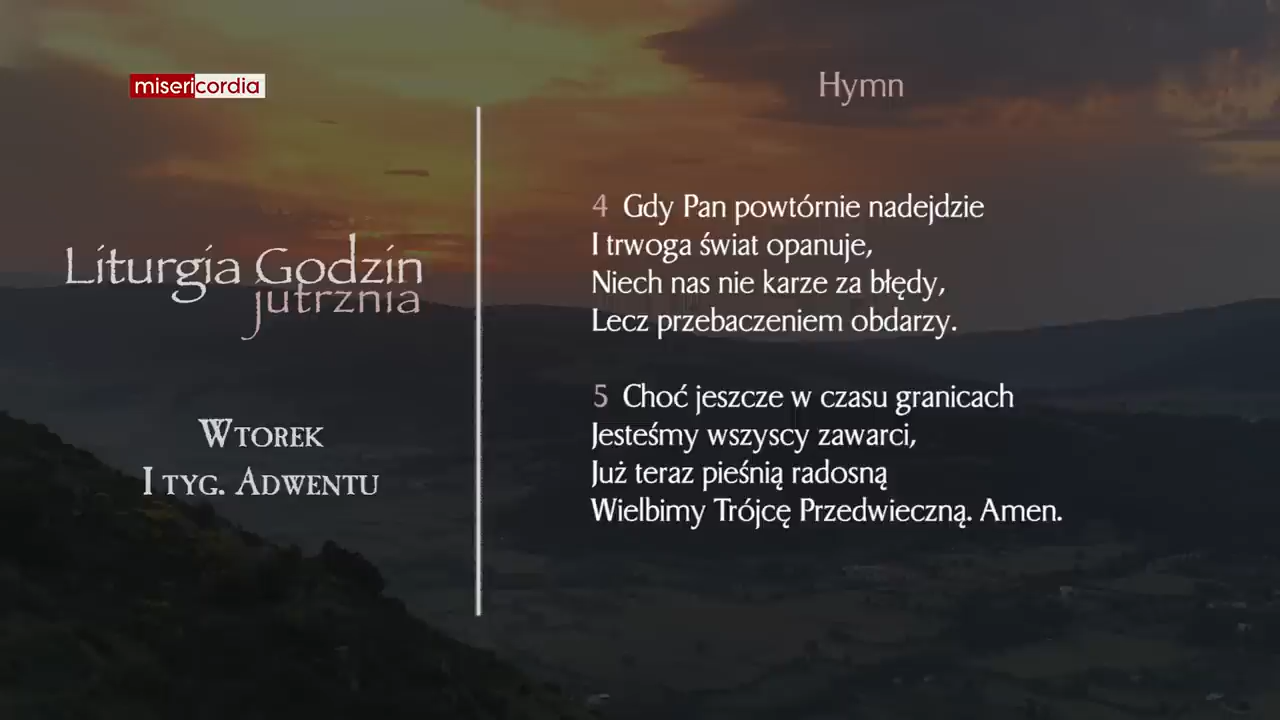 misericordia
Liturgia Godzin
jutrznia
Wtorek
I tyg. Adwentu
Hymn
4 Gdy Pan powtórnie nadejdzie
I trwoga świat opanuje,
Niech nas nie karze za błędy,
Lecz przebaczeniem obdarzy.
5 Choć jeszcze w czasu granicach
Jesteśmy wszyscy zawarci,
Już teraz pieśnią radosną
Wielbimy Trójcę Przedwieczną. Amen.